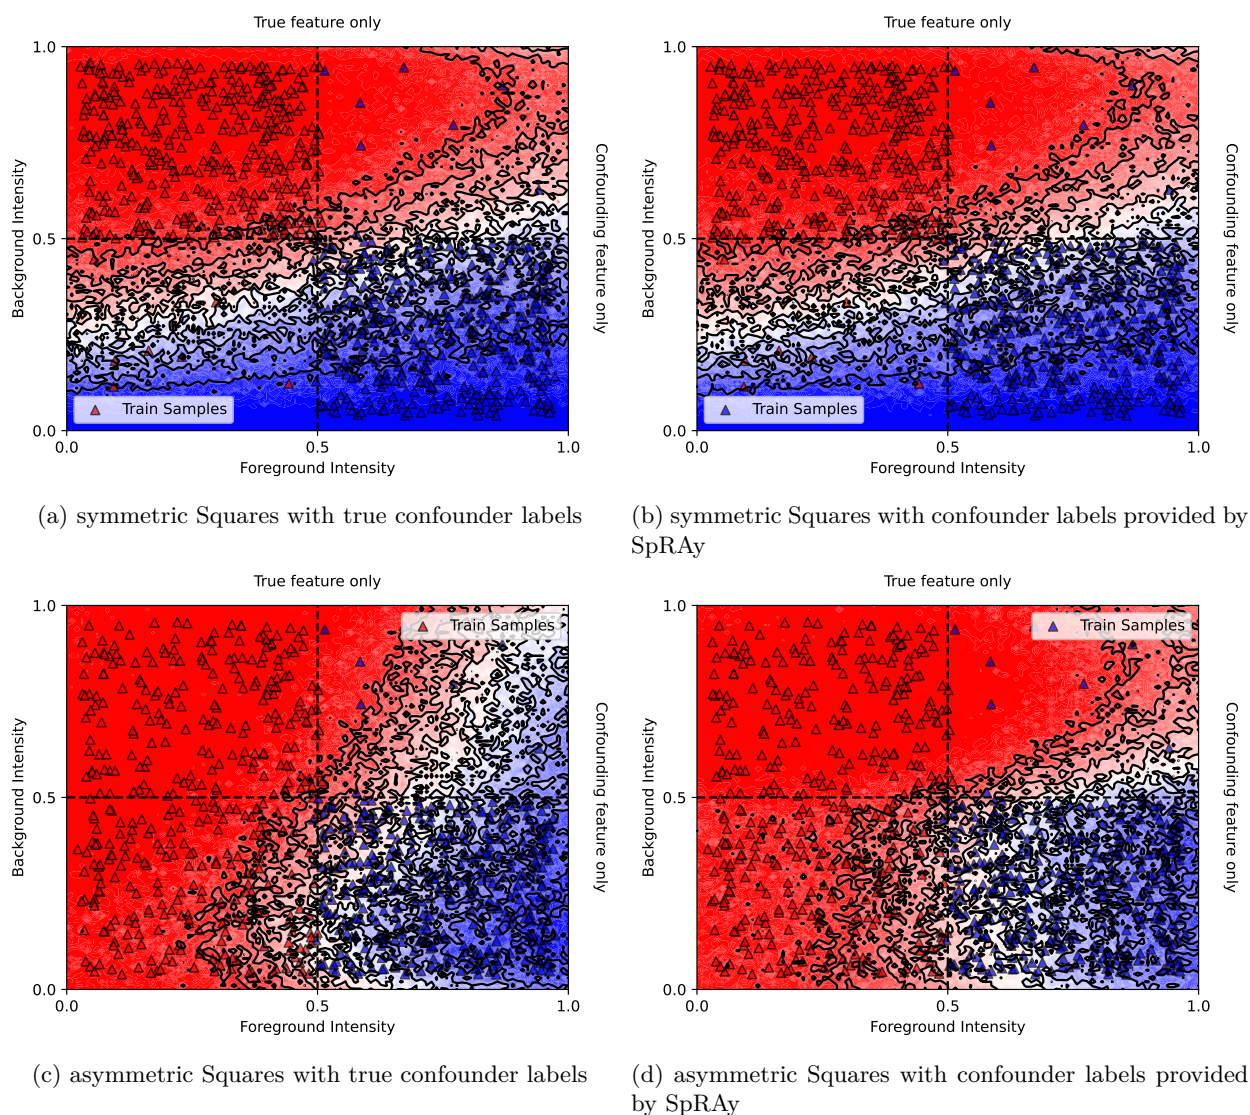 True feature only
True feature only
1.0
0.5
0.0
Background Intensity
Confounding feature only
Train Samples
0.0
0.5
1.0
Foreground Intensity
1.0
0.5
0.0
Background Intensity
Confounding feature only
Train Samples
0.0
0.5
1.0
Foreground Intensity
(a) symmetric Squares with true confounder labels
(b) symmetric Squares with confounder labels provided by
SpRAy
True feature only
True feature only
1.0
0.5
0.0
Background Intensity
Confounding feature only
Train Samples
0.0
0.5
1.0
Foreground Intensity
1.0
0.5
0.0
Background Intensity
Confounding feature only
Train Samples
0.0
0.5
1.0
Foreground Intensity
(c) asymmetric Squares with true confounder labels
(d) asymmetric Squares with confounder labels provided
by SpRAy